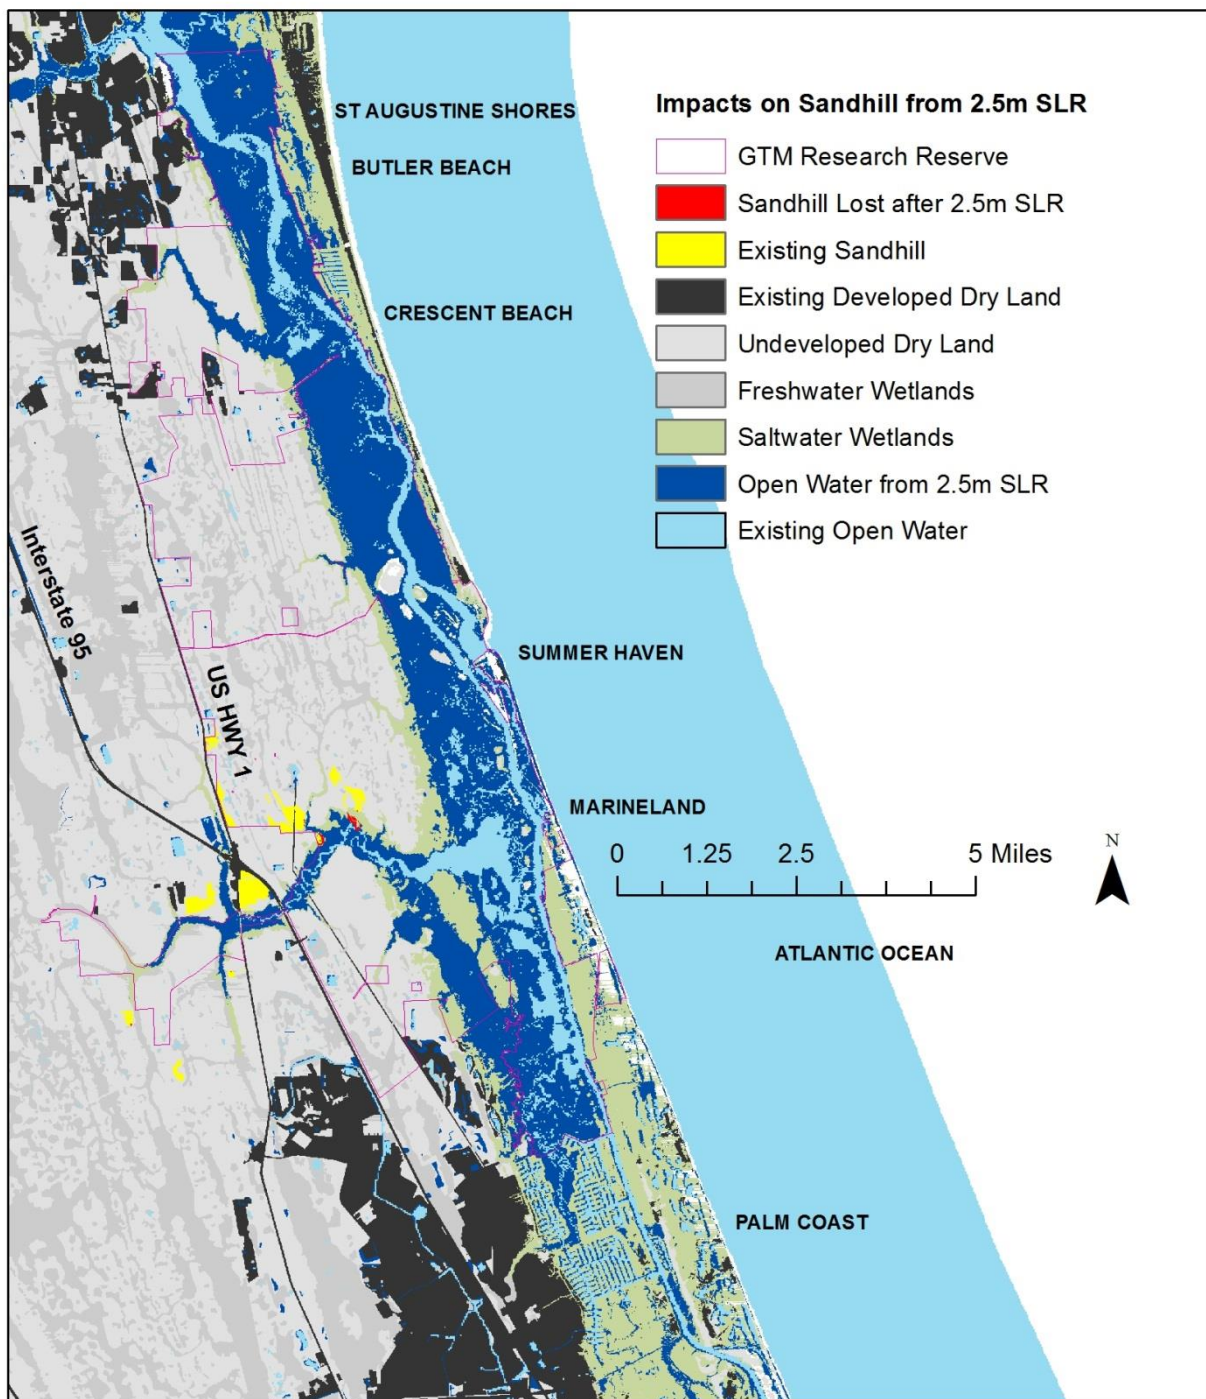 Impacts on Sandhill from 2.5m SLR
GTM Research Reserve
Sandhill Lost after 2.5m SLR
Existing Sandhill
Existing Developed Dry Land
Undeveloped Dry Land
Freshwater Wetlands
Saltwater Wetlands
Open Water from 2.5m SLR
Existing Open Water
ST AUGUSTINE SHORES
BUTLER BEACH
CRESCENT BEACH
Interstate 95
US HWY 1
SUMMER HAVEN
MARINELAND
0 1.25 2.5 5 Miles
N
ATLANTIC OCEAN
PALM COAST